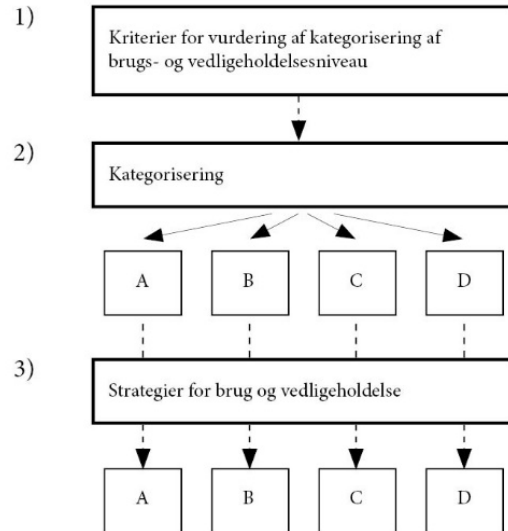 1)
Kriterier for vurdering af kategorisering af
brugs- og vedligeholdelsesniveau
2)
Kategorisering
A B C D
3)
Strategier for brug og vedligeholdelse
A B C D